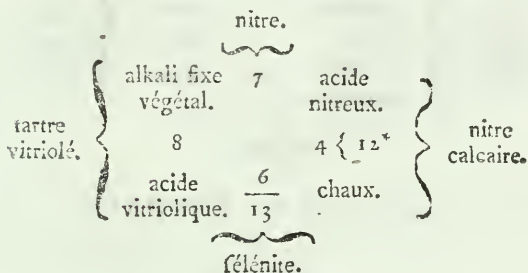 nitre.
alkali fixe 7 acide
végétal. nitreux.
tartre
vitriolé. 8 4 { 12* nitre
calcaire.
acide 6 chaux.
vitriolique. 13
ſélénite.